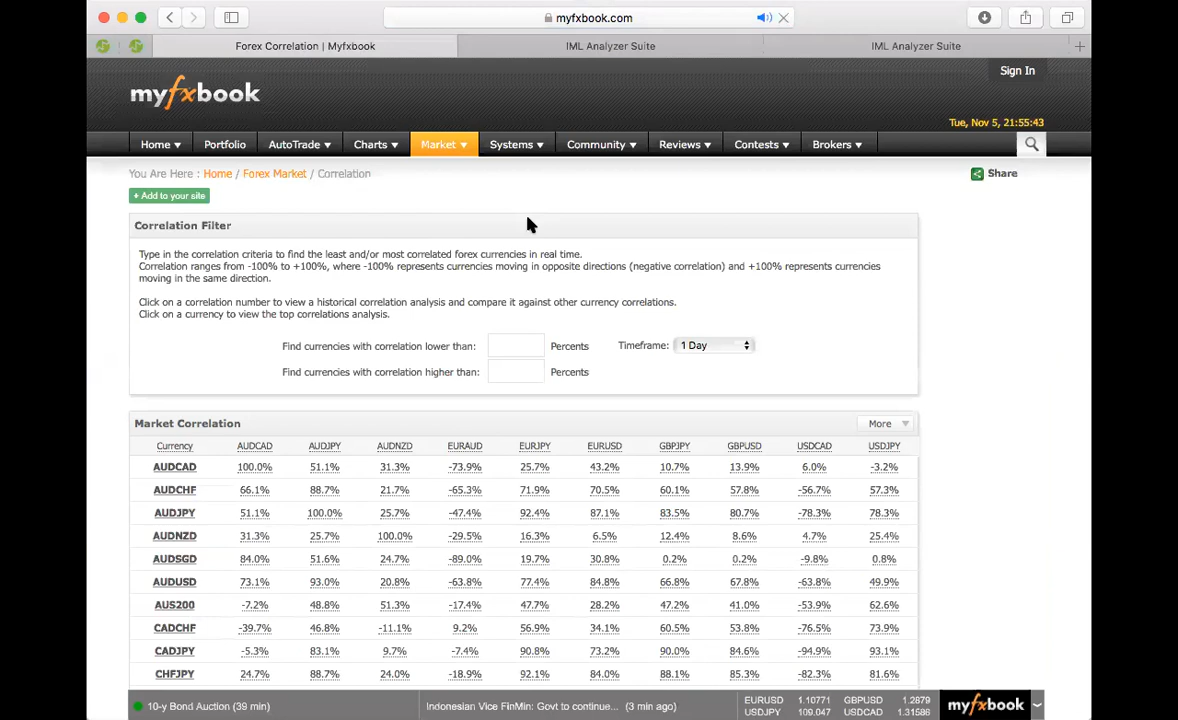 myfxbook.com
Forex Correlation | Myfxbook
IML Analyzer Suite
IML Analyzer Suite
myfxbook
Sign In
Tue, Nov 5, 21:55:43
Home Portfolio AutoTrade Charts Market Systems Community Reviews Contests Brokers
You Are Here : Home / Forex Market / Correlation
Share
+ Add to your site
Correlation Filter
Type in the correlation criteria to find the least and/or most correlated forex currencies in real time.
Correlation ranges from -100% to +100%, where -100% represents currencies moving in opposite directions (negative correlation) and +100% represents currencies
moving in the same direction.
Click on a correlation number to view a historical correlation analysis and compare it against other currency correlations.
Click on a currency to view the top correlations analysis.
Find currencies with correlation lower than: Percents Timeframe: 1 Day
Find currencies with correlation higher than: Percents
Market Correlation More
Currency AUDCAD AUDJPY AUDNZD EURAUD EURJPY EURUSD GBPJPY GBPUSD USDCAD USDJPY
AUDCAD 100.0% 51.1% 31.3% -73.9% 25.7% 43.2% 10.7% 13.9% 6.0% -3.2%
AUDCHF 66.1% 88.7% 21.7% -65.3% 71.9% 70.5% 60.1% 57.8% -56.7% 57.3%
AUDJPY 51.1% 100.0% 25.7% -47.4% 92.4% 87.1% 83.5% 80.7% -78.3% 78.3%
AUDNZD 31.3% 25.7% 100.0% -29.5% 16.3% 6.5% 12.4% 8.6% 4.7% 25.4%
AUDSGD 84.0% 51.6% 24.7% -89.0% 19.7% 30.8% 0.2% 0.2% -9.8% 0.8%
AUDUSD 73.1% 93.0% 20.8% -63.8% 77.4% 84.8% 66.8% 67.8% -63.8% 49.9%
AUS200 -7.2% 48.8% 51.3% -17.4% 47.7% 28.2% 47.2% 41.0% -53.9% 62.6%
CADCHF -39.7% 46.8% -11.1% 9.2% 56.9% 34.1% 60.5% 53.8% -76.5% 73.9%
CADJPY -5.3% 83.1% 9.7% -7.4% 90.8% 73.2% 90.0% 84.6% -94.9% 93.1%
CHFJPY 24.7% 88.7% 24.0% -18.9% 92.1% 84.0% 88.1% 85.3% -82.3% 81.6%
10-y Bond Auction (39 min)
Indonesian Vice FinMin: Govt to continue... (3 min ago)
EURUSD 1.10771 GBPUSD 1.2879
USDJPY 109.047 USDCAD 1.31586
myfxbook